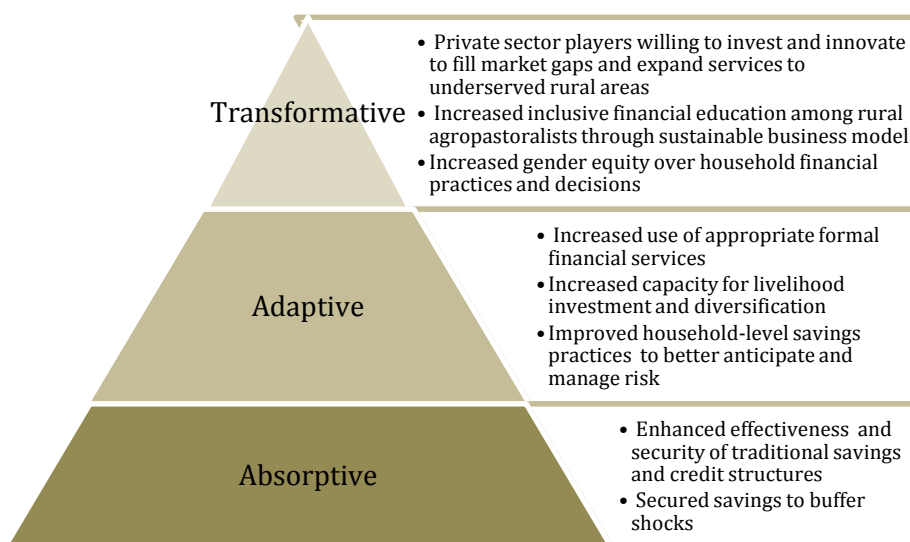 Transformative
• Private sector players willing to invest and innovate
to fill market gaps and expand services to
underserved rural areas
• Increased inclusive financial education among rural
agropastoralists through sustainable business model
•Increased gender equity over household financial
practices and decisions
Adaptive
• Increased use of appropriate formal
financial services
•Increased capacity for livelihood
investment and diversification
•Improved household-level savings
practices to better anticipate and
manage risk
Absorptive
• Enhanced effectiveness and
security of traditional savings
and credit structures
• Secured savings to buffer
shocks